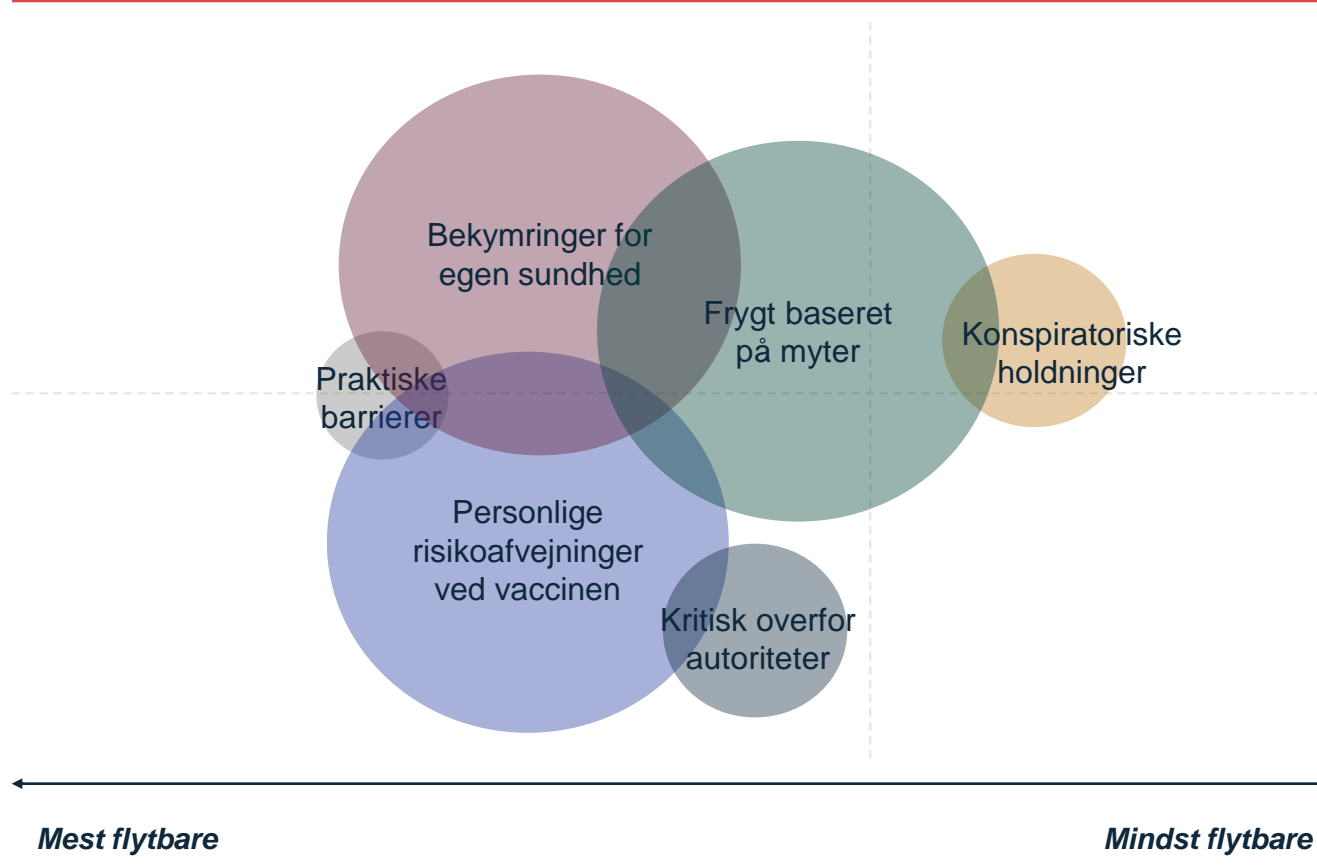 Bekymringer for
egen sundhed
Frygt baseret
på myter
Konspiratoriske
holdninger
Praktiske
barrierer
Personlige
risikoafvejninger
ved vaccinen
Kritisk overfor
autoriteter
Mest flytbare
Mindst flytbare